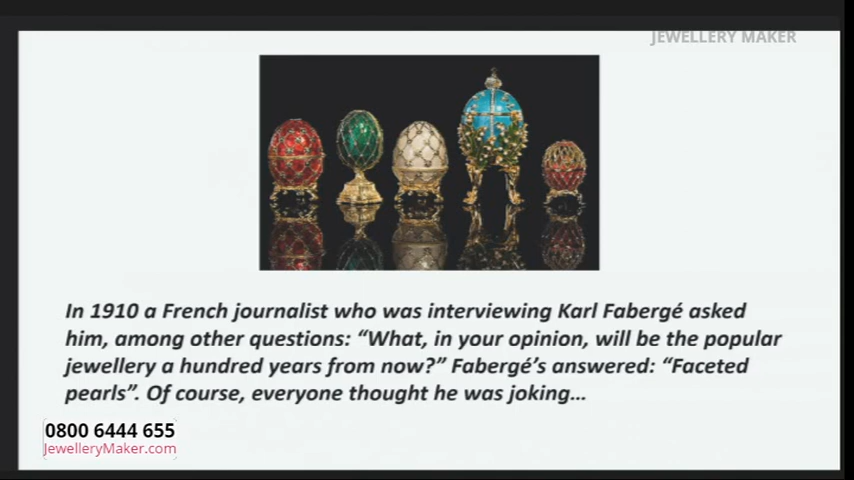 JEWELLERY MAKER
In 1910 a French journalist who was interviewing Karl Fabergé asked
him, among other questions: “What, in your opinion, will be the popular
jewellery a hundred years from now?” Fabergé’s answered: “Faceted
pearls”. Of course, everyone thought he was joking…
0800 6444 655
JewelleryMaker.com